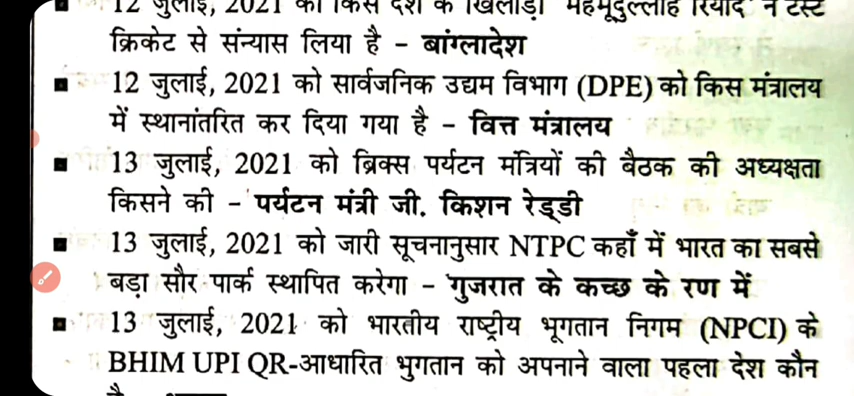 12 जुलाई, 2021 को किस देश के खिलाड़ी महमूदुल्लाह रियाद ने टेस्ट
क्रिकेट से संन्यास लिया है – बांग्लादेश
▪ 12 जुलाई, 2021 को सार्वजनिक उद्यम विभाग (DPE) को किस मंत्रालय
में स्थानांतरित कर दिया गया है – वित्त मंत्रालय
▪ 13 जुलाई, 2021 को ब्रिक्स पर्यटन मंत्रियों की बैठक की अध्यक्षता
किसने की – पर्यटन मंत्री जी. किशन रेड्डी
▪ 13 जुलाई, 2021 को जारी सूचनानुसार NTPC कहाँ में भारत का सबसे
बड़ा सौर पार्क स्थापित करेगा – गुजरात के कच्छ के रण में
▪ 13 जुलाई, 2021 को भारतीय राष्ट्रीय भूगतान निगम (NPCI) के
BHIM UPI QR-आधारित भुगतान को अपनाने वाला पहला देश कौन